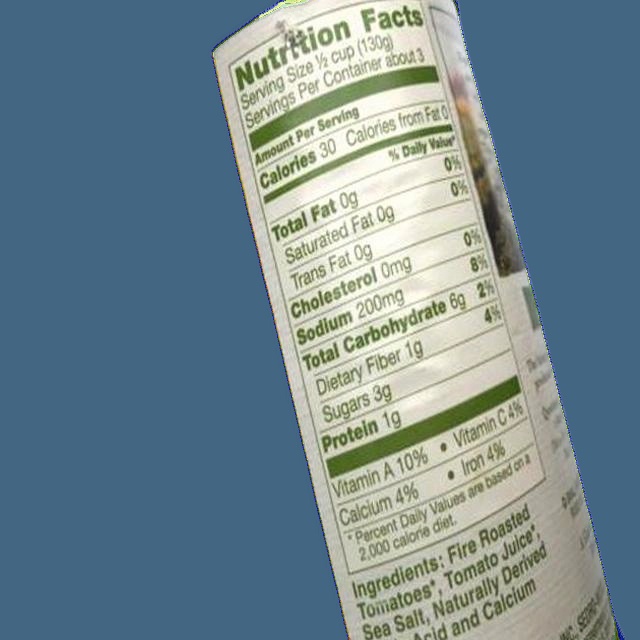 Nutrition Facts
Serving Size ½ cup (130g)
Servings Per Container about 3
Amount Per Serving
Calories 30 Calories from Fat 0
% Daily Value*
Total Fat 0g 0%
Saturated Fat 0g 0%
Trans Fat 0g
Cholesterol 0mg 0%
Sodium 200mg 8%
Total Carbohydrate 6g 2%
Dietary Fiber 1g 4%
Sugars 3g
Protein 1g
Vitamin A 10% • Vitamin C 4%
Calcium 4% • Iron 4%
*Percent Daily Values are based on a
2,000 calorie diet.
Ingredients: Fire Roasted
Tomatoes*, Tomato Juice*,
Sea Salt, Naturally Derived
Acid and Calcium